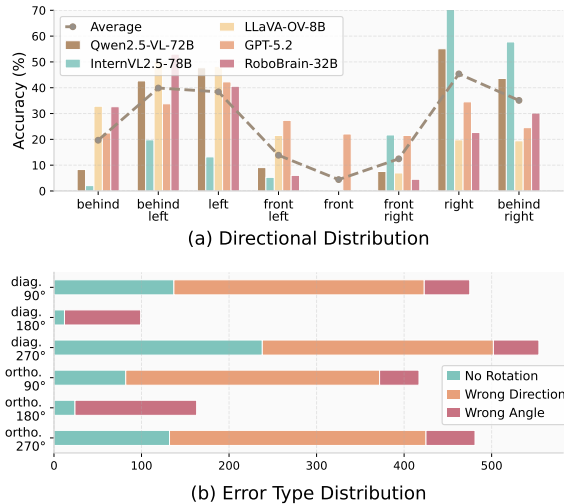 70
60
50
40
30
20
10
0
Accuracy (%)
Average
Qwen2.5-VL-72B
InternVL2.5-78B
LLaVA-OV-8B
GPT-5.2
RoboBrain-32B
behind
behind left
left
front left
front
front right
right
behind right
(a) Directional Distribution
diag. 90°
diag. 180°
diag. 270°
ortho. 90°
ortho. 180°
ortho. 270°
No Rotation
Wrong Direction
Wrong Angle
0 100 200 300 400 500
(b) Error Type Distribution